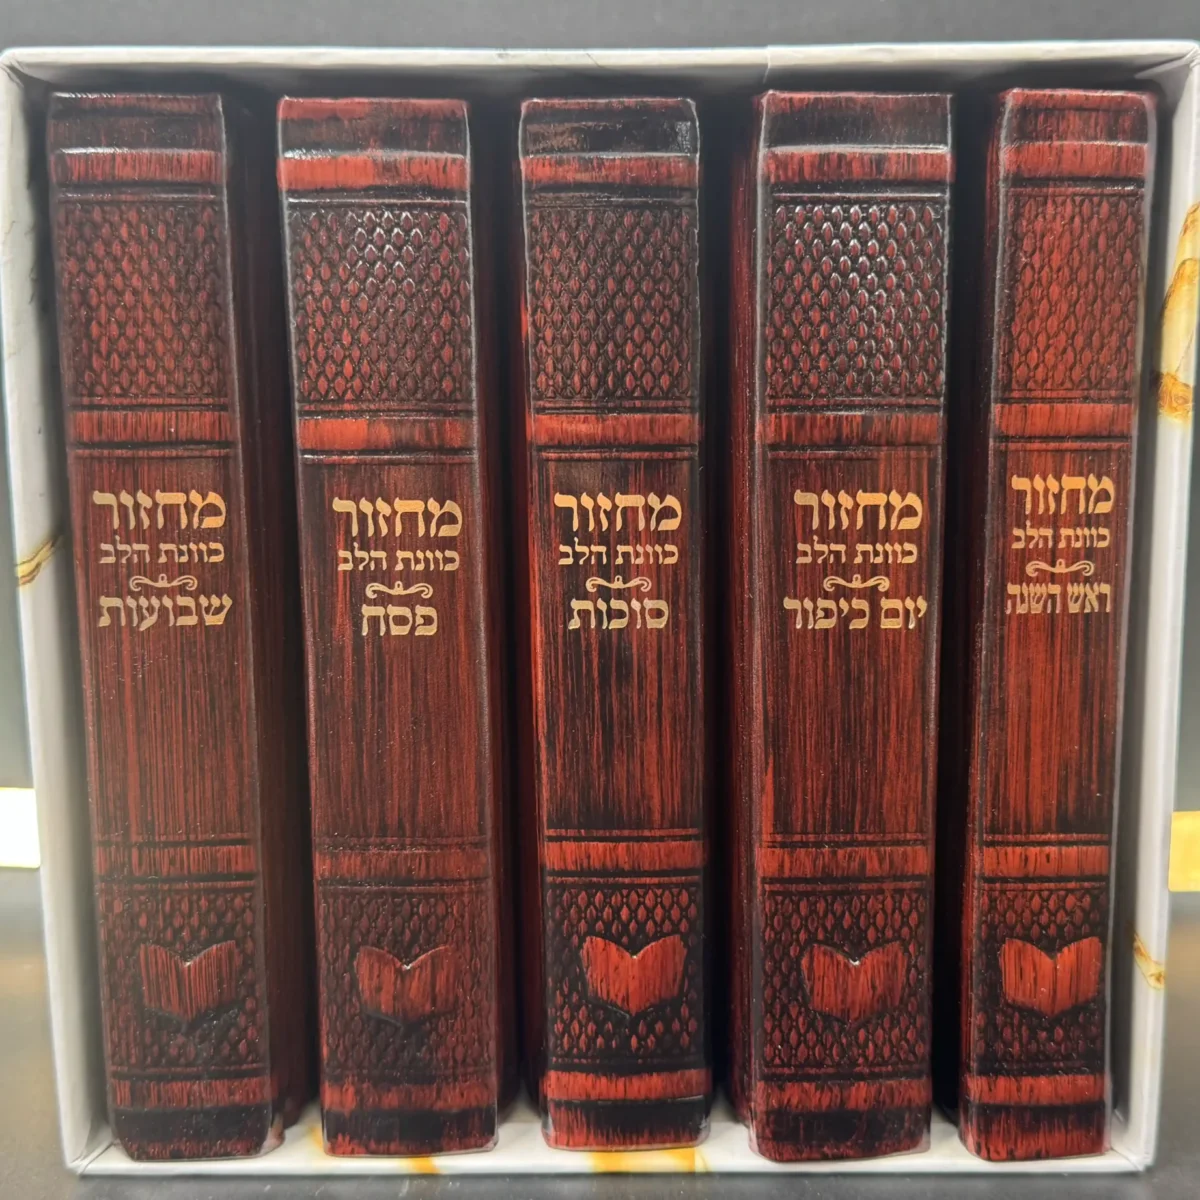 מחזור
כוונת הלב
ראש השנה
מחזור
כוונת הלב
יום כיפור
מחזור
כוונת הלב
סוכות
מחזור
כוונת הלב
פסח
מחזור
כוונת הלב
שבועות